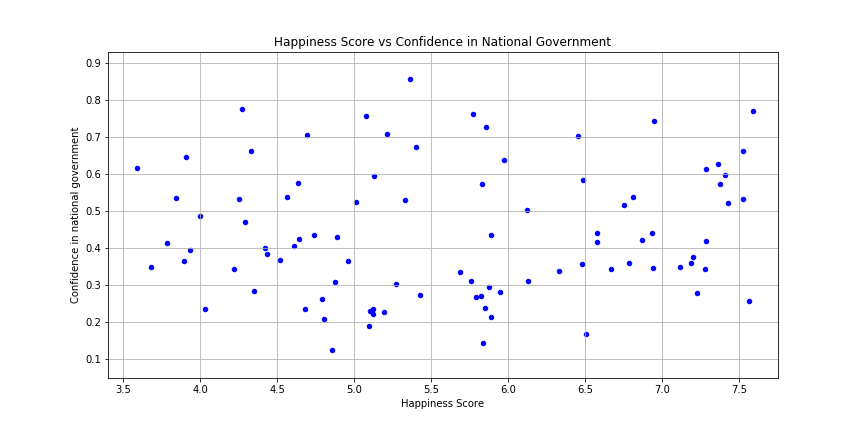 Happiness Score vs Confidence in National Government
Confidence in national government
0.9
0.8
0.7
0.6
0.5
0.4
0.3
0.2
0.1
3.5 4.0 4.5 5.0 5.5 6.0 6.5 7.0 7.5
Happiness Score